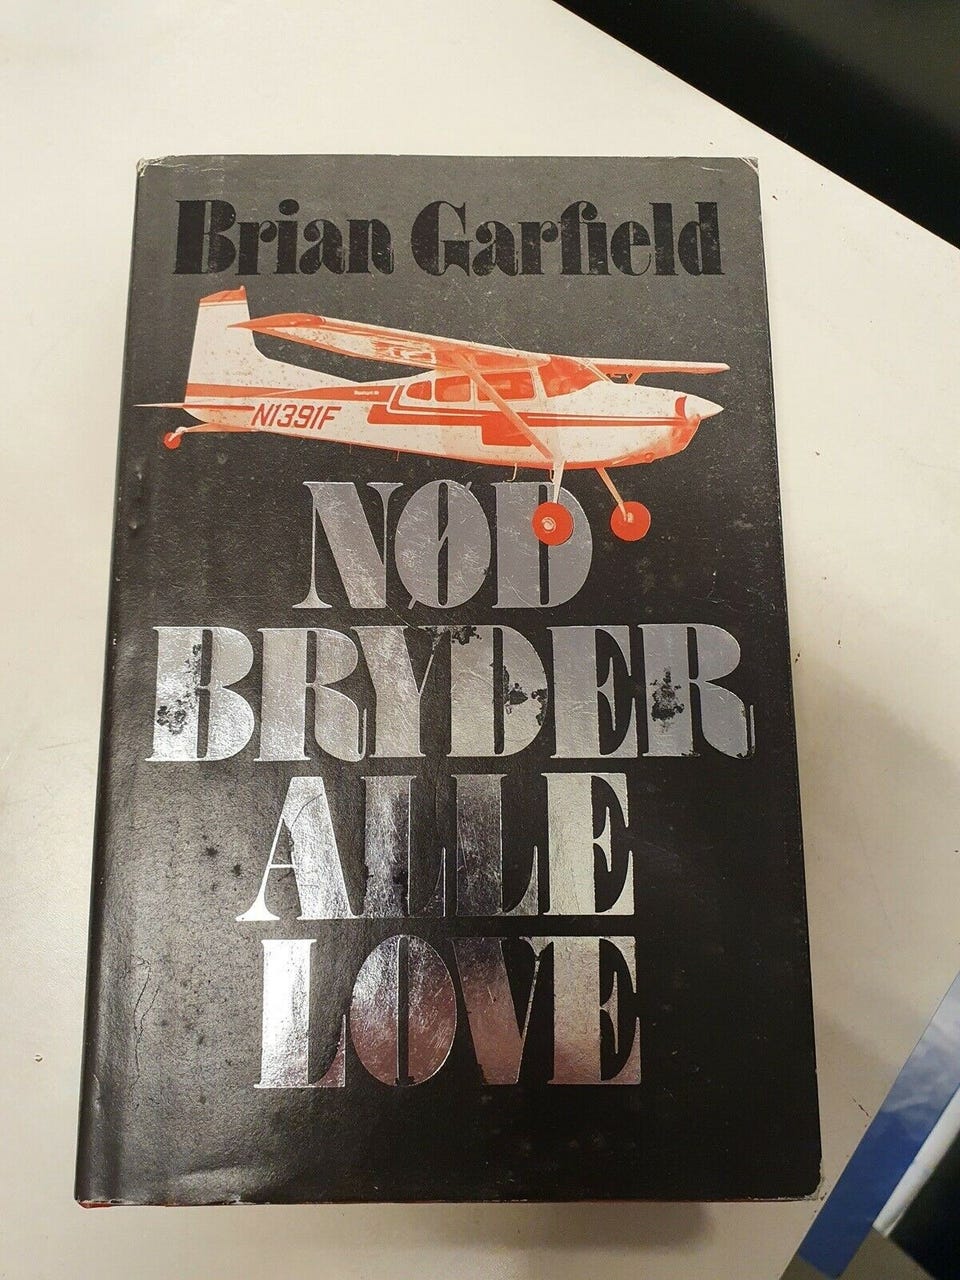 Brian Garfield
N1391F
NØD
BRYDER
ALLE
LOVE